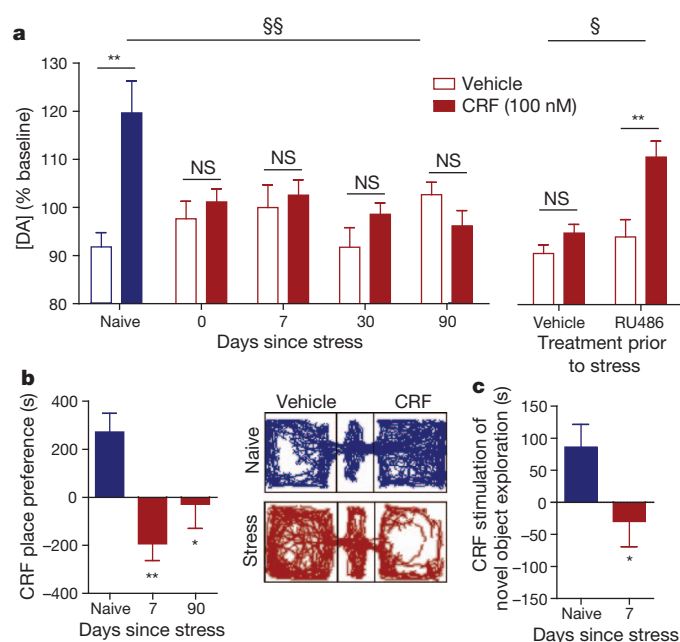 a
§§
§
130
120
110
100
90
80
[DA] (% baseline)
**
NS
NS
NS
NS
Vehicle
CRF (100 nM)
NS
**
Naive
0
7
30
90
Days since stress
Vehicle
RU486
Treatment prior
to stress
b
400
200
0
−200
−400
CRF place preference (s)
**
*
Naive
7
90
Days since stress
Vehicle
CRF
Naive
Stress
c
150
100
50
0
−50
−100
−150
CRF stimulation of
novel object exploration (s)
*
Naive
7
Days since stress